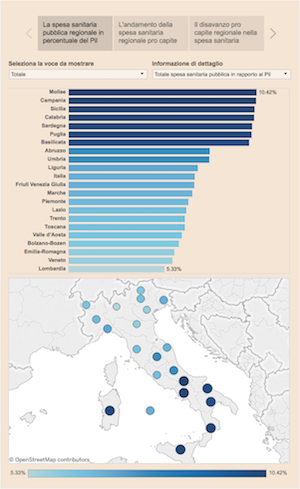 La spesa sanitaria
pubblica regionale in
percentuale del Pil
L'andamento della
spesa sanitaria
regionale pro capite
Il disavanzo pro
capite regionale nella
spesa sanitaria
Seleziona la voce da mostrare
Totale
Informazione di dettaglio
Totale spesa sanitaria pubblica in rapporto al Pil
Molise 10.42%
Campania
Sicilia
Calabria
Sardegna
Puglia
Basilicata
Abruzzo
Umbria
Liguria
Italia
Friuli Venezia Giulia
Marche
Piemonte
Lazio
Trento
Toscana
Valle d'Aosta
Bolzano-Bozen
Emilia-Romagna
Veneto
Lombardia 5.33%
© OpenStreetMap contributors
5.33% 10.42%